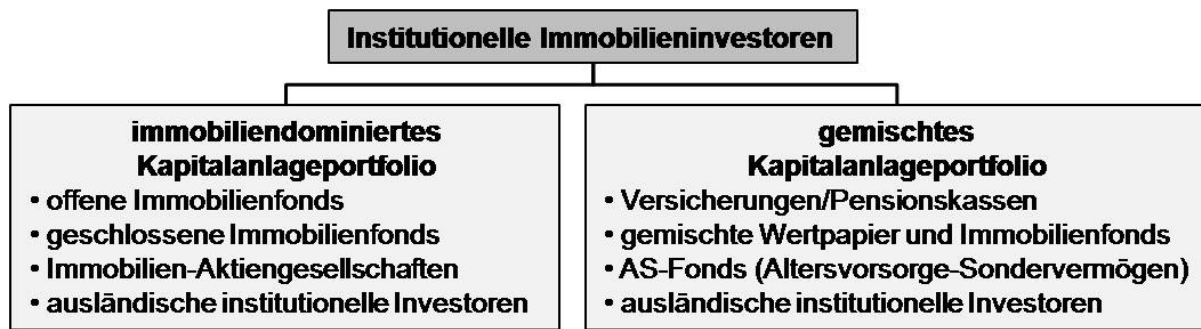 Institutionelle Immobilieninvestoren
immobiliendominiertes
Kapitalanlageportfolio
• offene Immobilienfonds
• geschlossene Immobilienfonds
• Immobilien-Aktiengesellschaften
• ausländische institutionelle Investoren
gemischtes
Kapitalanlageportfolio
• Versicherungen/Pensionskassen
• gemischte Wertpapier und Immobilienfonds
• AS-Fonds (Altersvorsorge-Sondervermögen)
• ausländische institutionelle Investoren